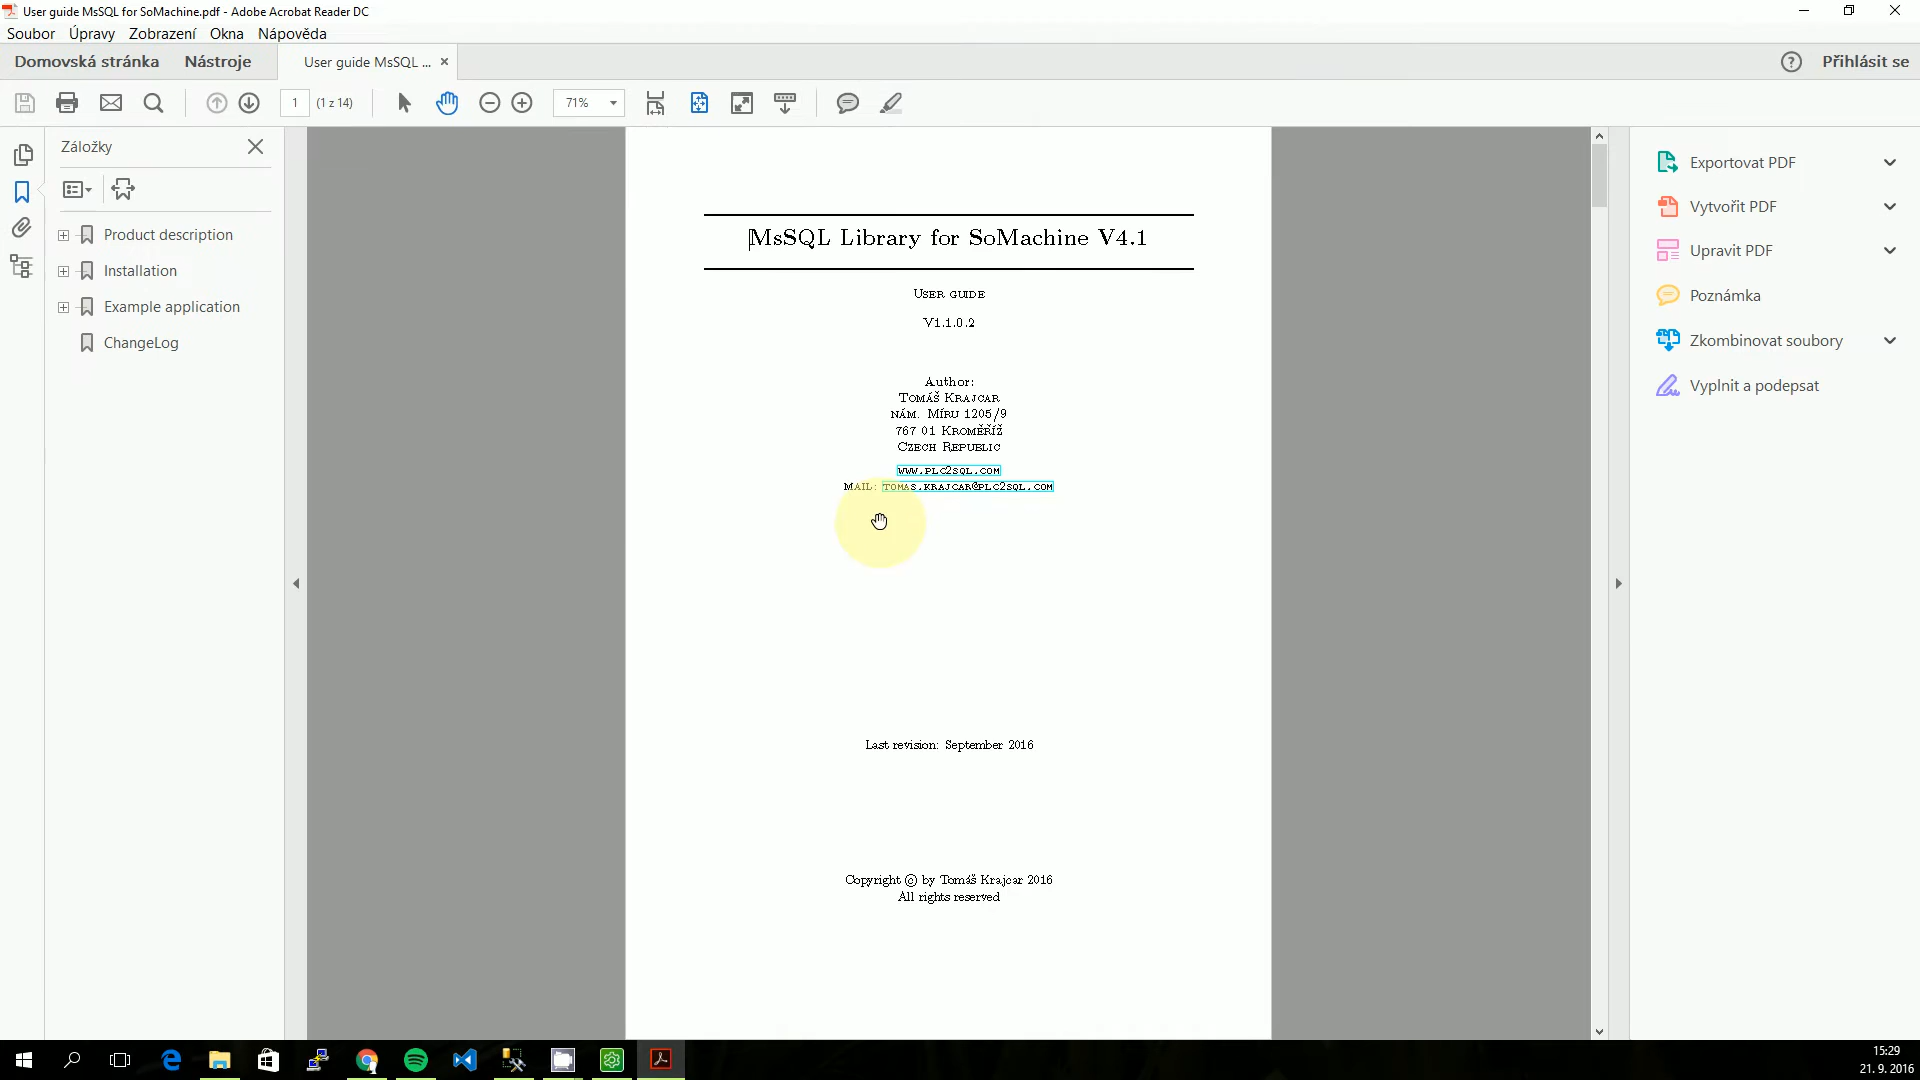 User guide MsSQL for SoMachine.pdf - Adobe Acrobat Reader DC
Soubor Úpravy Zobrazení Okna Nápověda
Domovská stránka Nástroje User guide MsSQL ... × ? Přihlásit se
1 (1 z 14) 71%
Záložky
Product description
Installation
Example application
ChangeLog
MsSQL Library for SoMachine V4.1
User guide
V1.1.0.2
Author:
Tomáš Krajcar
nám. Míru 1205/9
767 01 Kroměříž
Czech Republic
www.plc2sql.com
mail: tomas.krajcar@plc2sql.com
Last revision: September 2016
Copyright © by Tomáš Krajcar 2016
All rights reserved
Exportovat PDF
Vytvořit PDF
Upravit PDF
Poznámka
Zkombinovat soubory
Vyplnit a podepsat
15:29
21. 9. 2016